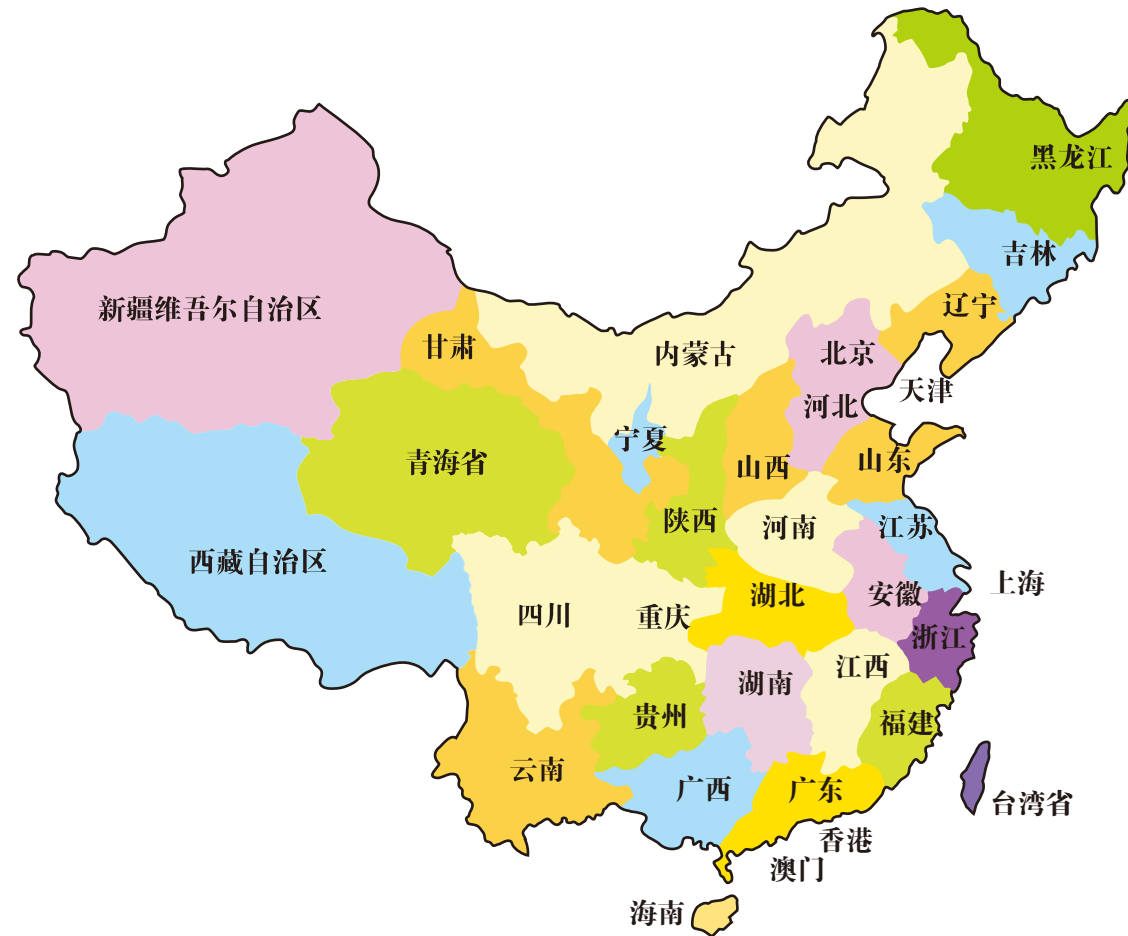 黑龙江
吉林
新疆维吾尔自治区
辽宁
甘肃
内蒙古
北京
天津
河北
宁夏
青海省
山西
山东
陕西
河南
江苏
西藏自治区
上海
湖北
安徽
四川
重庆
浙江
江西
湖南
贵州
福建
云南
广西
广东
台湾省
香港
澳门
海南